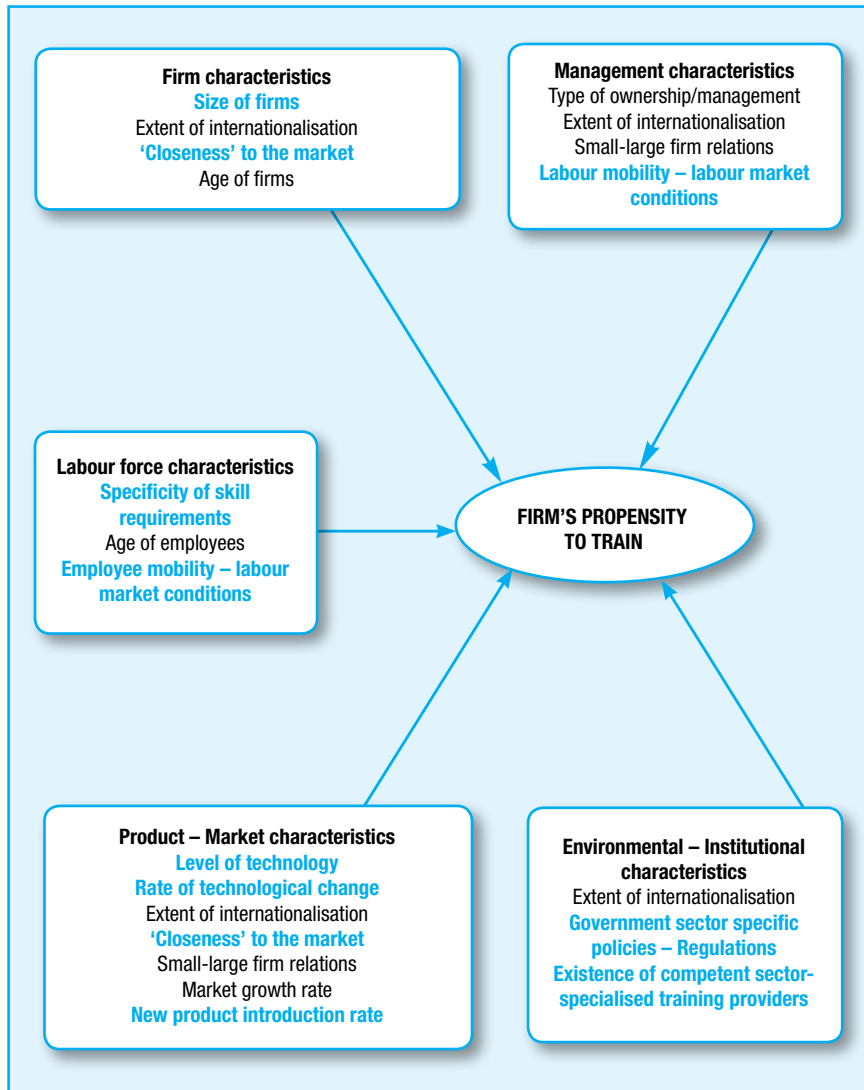 Firm characteristics
Size of firms
Extent of internationalisation
‘Closeness’ to the market
Age of firms
Management characteristics
Type of ownership/management
Extent of internationalisation
Small-large firm relations
Labour mobility – labour market
conditions
Labour force characteristics
Specificity of skill
requirements
Age of employees
Employee mobility – labour
market conditions
FIRM’S PROPENSITY
TO TRAIN
Product – Market characteristics
Level of technology
Rate of technological change
Extent of internationalisation
‘Closeness’ to the market
Small-large firm relations
Market growth rate
New product introduction rate
Environmental – Institutional
characteristics
Extent of internationalisation
Government sector specific
policies – Regulations
Existence of competent sector-
specialised training providers